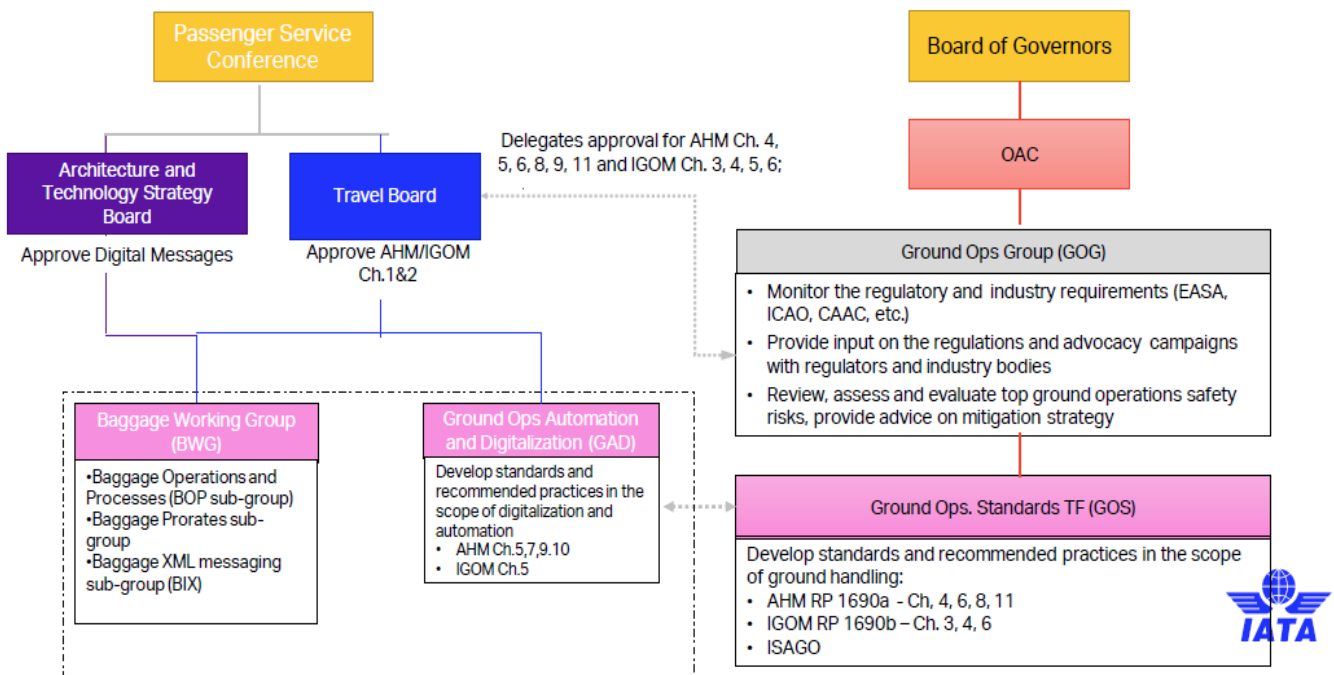 Passenger Service
Conference
Board of Governors
Delegates approval for AHM Ch. 4,
5, 6, 8, 9, 11 and IGOM Ch. 3, 4, 5, 6;
OAC
Architecture and
Technology Strategy
Board
Approve Digital Messages
Travel Board
Approve AHM/IGOM
Ch.1&2
Ground Ops Group (GOG)
• Monitor the regulatory and industry requirements (EASA,
ICAO, CAAC, etc.)
• Provide input on the regulations and advocacy campaigns
with regulators and industry bodies
• Review, assess and evaluate top ground operations safety
risks, provide advice on mitigation strategy
Baggage Working Group
(BWG)
•Baggage Operations and
Processes (BOP sub-group)
•Baggage Prorates sub-
group
•Baggage XML messaging
sub-group (BIX)
Ground Ops Automation
and Digitalization (GAD)
Develop standards and
recommended practices in the
scope of digitalization and
automation
• AHM Ch.5,7,9.10
• IGOM Ch.5
Ground Ops. Standards TF (GOS)
Develop standards and recommended practices in the scope
of ground handling:
• AHM RP 1690a - Ch, 4, 6, 8, 11
• IGOM RP 1690b – Ch. 3, 4, 6
• ISAGO
IATA